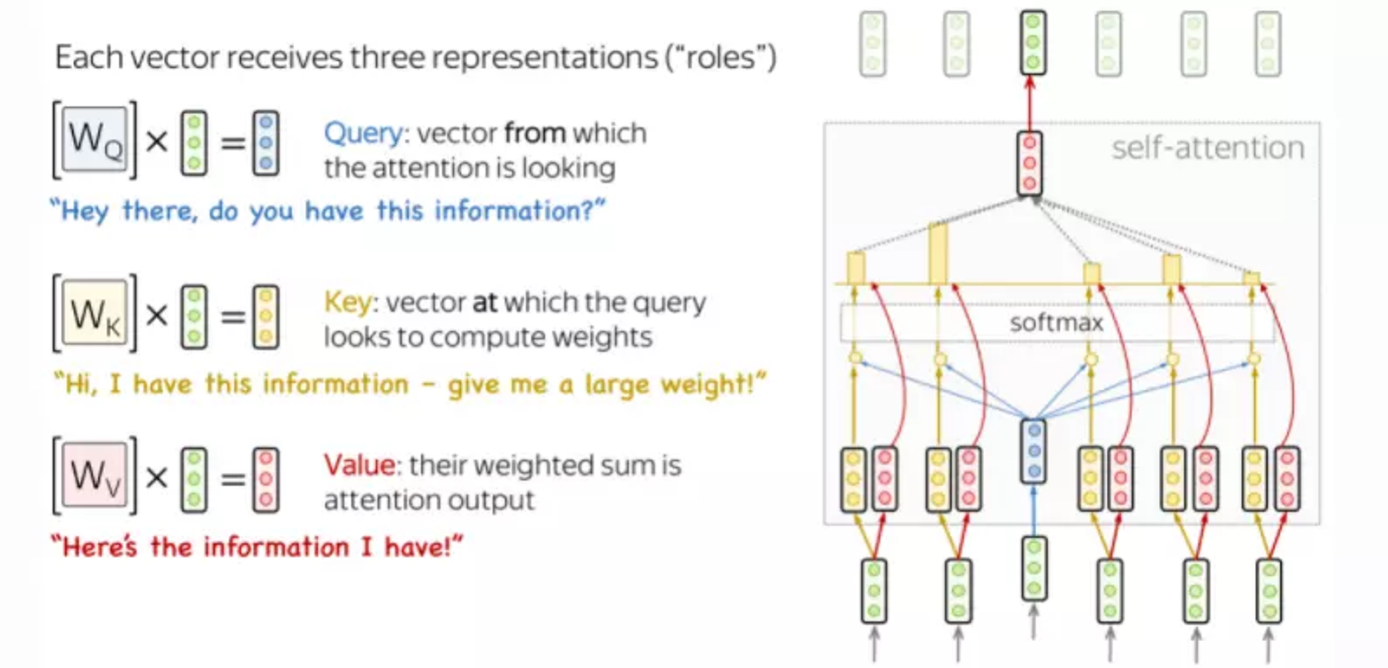 Each vector receives three representations (“roles”)
[W_Q] × =
Query: vector from which
the attention is looking
“Hey there, do you have this information?”
[W_K] × =
Key: vector at which the query
looks to compute weights
“Hi, I have this information – give me a large weight!”
[W_V] × =
Value: their weighted sum is
attention output
“Here’s the information I have!”
self-attention
softmax